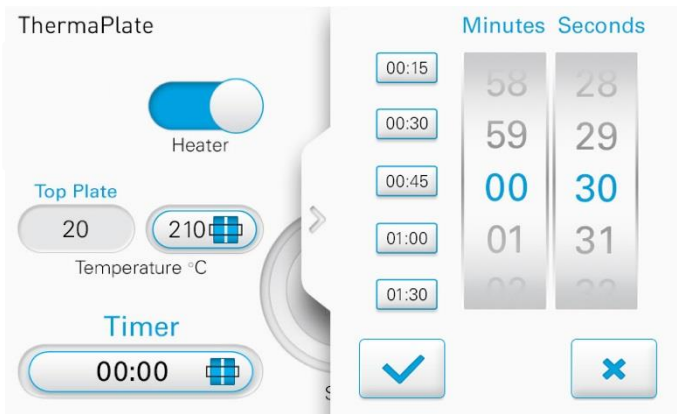 ThermaPlate
Heater
Top Plate
20
210
Temperature °C
Timer
00:00
Minutes Seconds
00:15
00:30
00:45
01:00
01:30
58 28
59 29
00 30
01 31